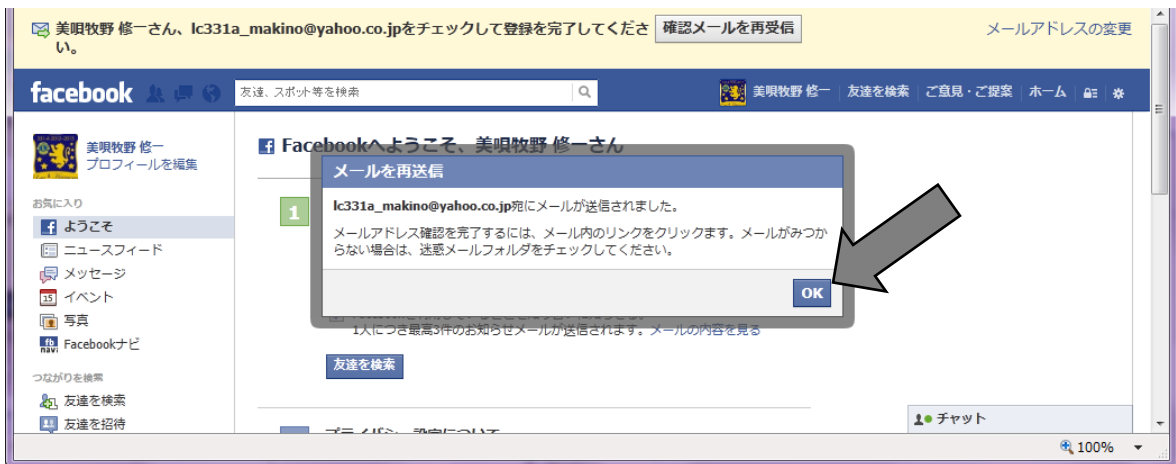 美唄牧野 修一さん、lc331a_makino@yahoo.co.jpをチェックして登録を完了してくださ
い。
確認メールを再受信
メールアドレスの変更
facebook
友達、スポット等を検索
美唄牧野 修一
友達を検索
ご意見・ご提案
ホーム
美唄牧野 修一
プロフィールを編集
お気に入り
ようこそ
ニュースフィード
メッセージ
15 イベント
写真
fb navi Facebookナビ
つながりを検索
友達を検索
友達を招待
Facebookへようこそ、美唄牧野 修一さん
1
メールを再送信
lc331a_makino@yahoo.co.jp宛にメールが送信されました。
メールアドレス確認を完了するには、メール内のリンクをクリックます。メールがみつか
らない場合は、迷惑メールフォルダをチェックしてください。
OK
1人につき最高3件のお知らせメールが送信されます。メールの内容を見る
友達を検索
チャット
100%